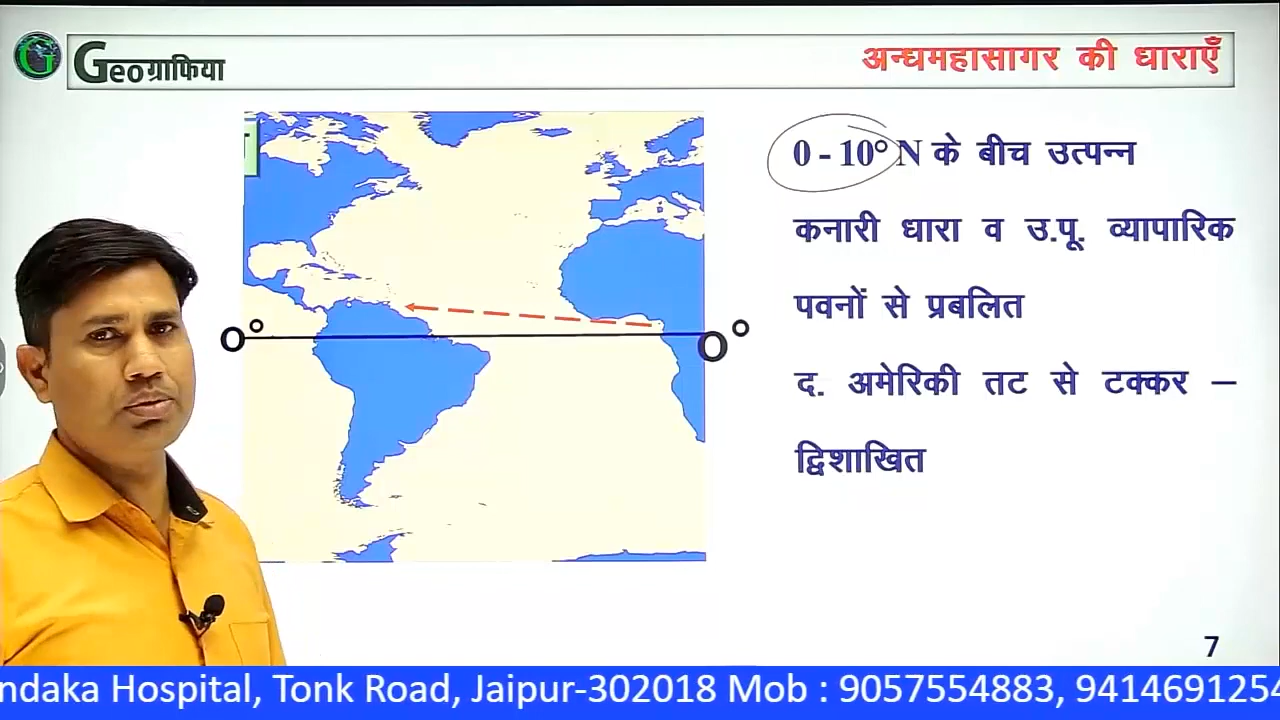 Geoग्राफिया
अन्धमहासागर की धाराएँ
0 - 10° N के बीच उत्पन्न
कनारी धारा व उ.पू. व्यापारिक
पवनों से प्रबलित
द. अमेरिकी तट से टक्कर –
द्विशाखित
0°
0°
7
ndaka Hospital, Tonk Road, Jaipur-302018 Mob : 9057554883, 9414691254